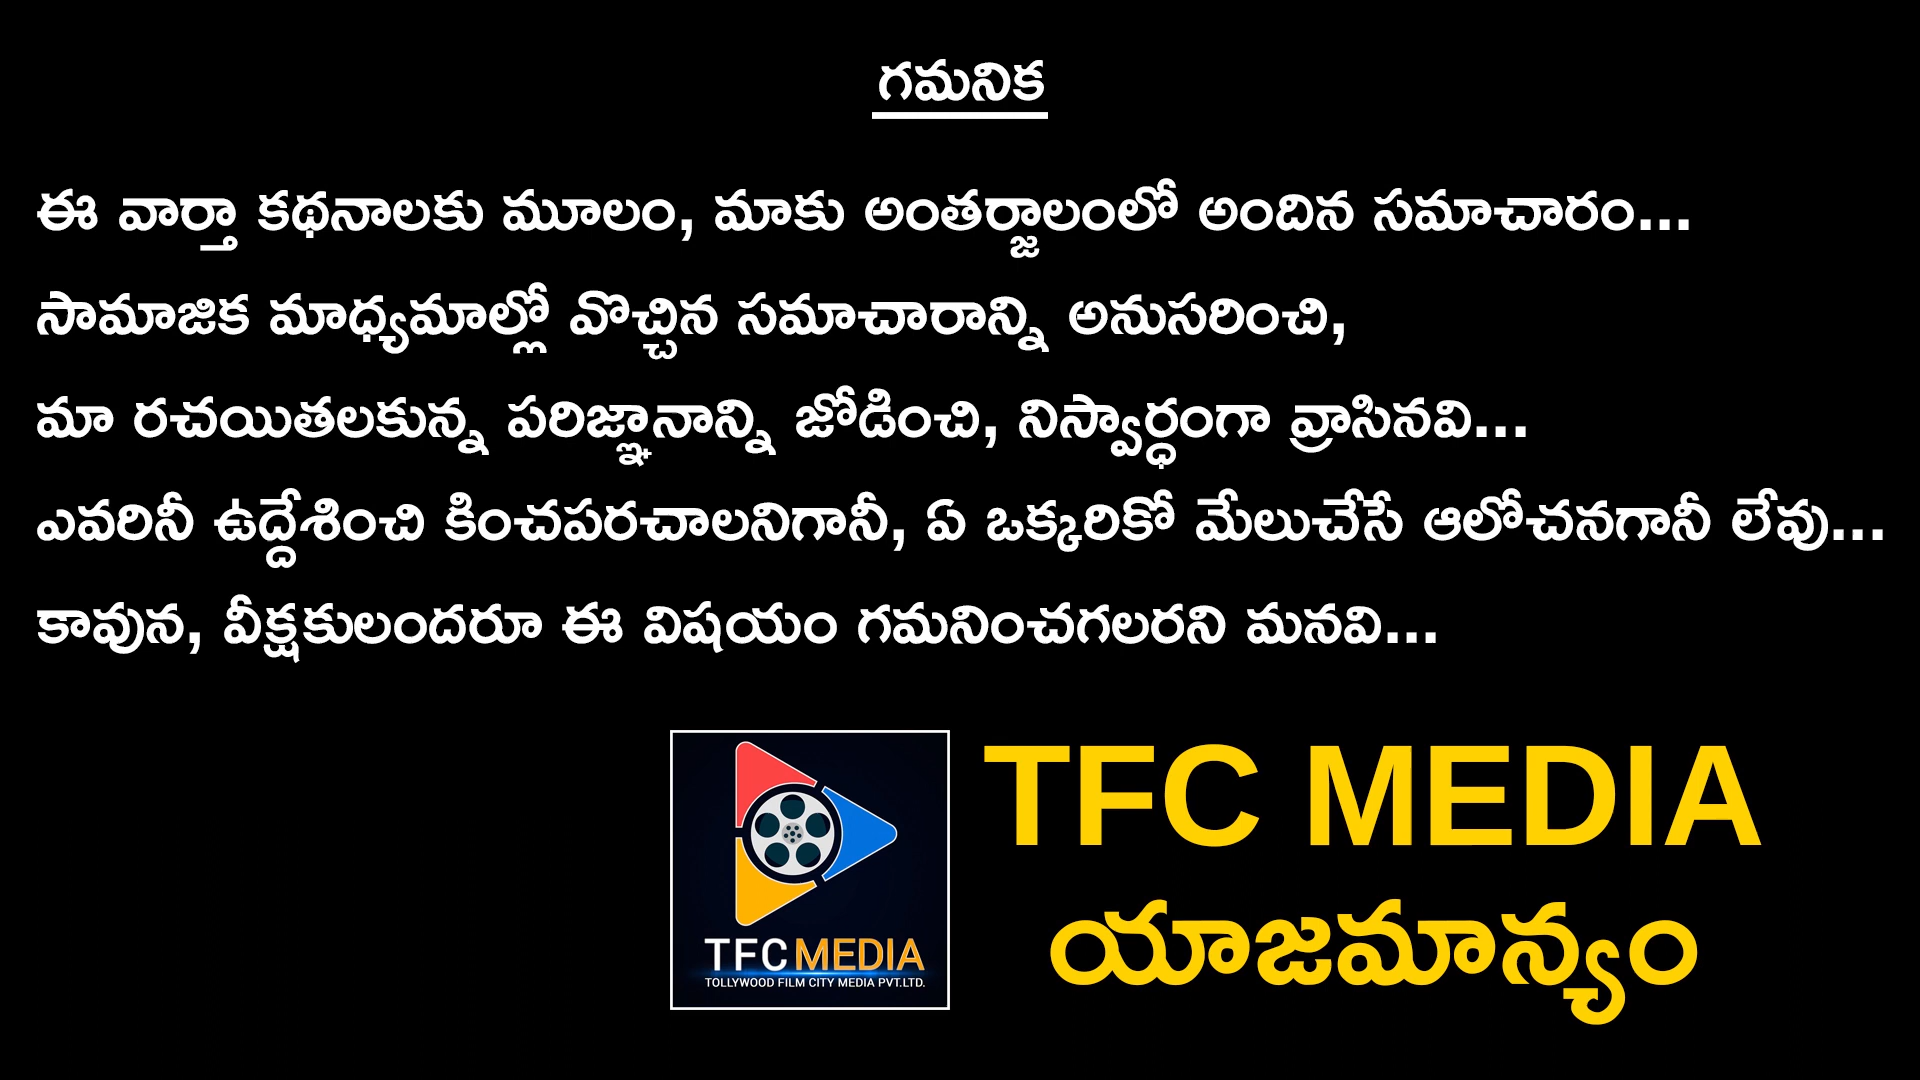 గమనిక
ఈ వార్తా కథనాలకు మూలం, మాకు అంతర్జాలంలో అందిన సమాచారం...
సామాజిక మాధ్యమాల్లో వొచ్చిన సమాచారాన్ని అనుసరించి,
మా రచయితలకున్న పరిజ్ఞానాన్ని జోడించి, నిస్వార్ధంగా వ్రాసినవి...
ఎవరినీ ఉద్దేశించి కించపరచాలనిగానీ, ఏ ఒక్కరికో మేలుచేసే ఆలోచనగానీ లేవు...
కావున, వీక్షకులందరూ ఈ విషయం గమనించగలరని మనవి...
TFC MEDIA
యాజమాన్యం
TFC MEDIA
TOLLYWOOD FILM CITY MEDIA PVT.LTD.